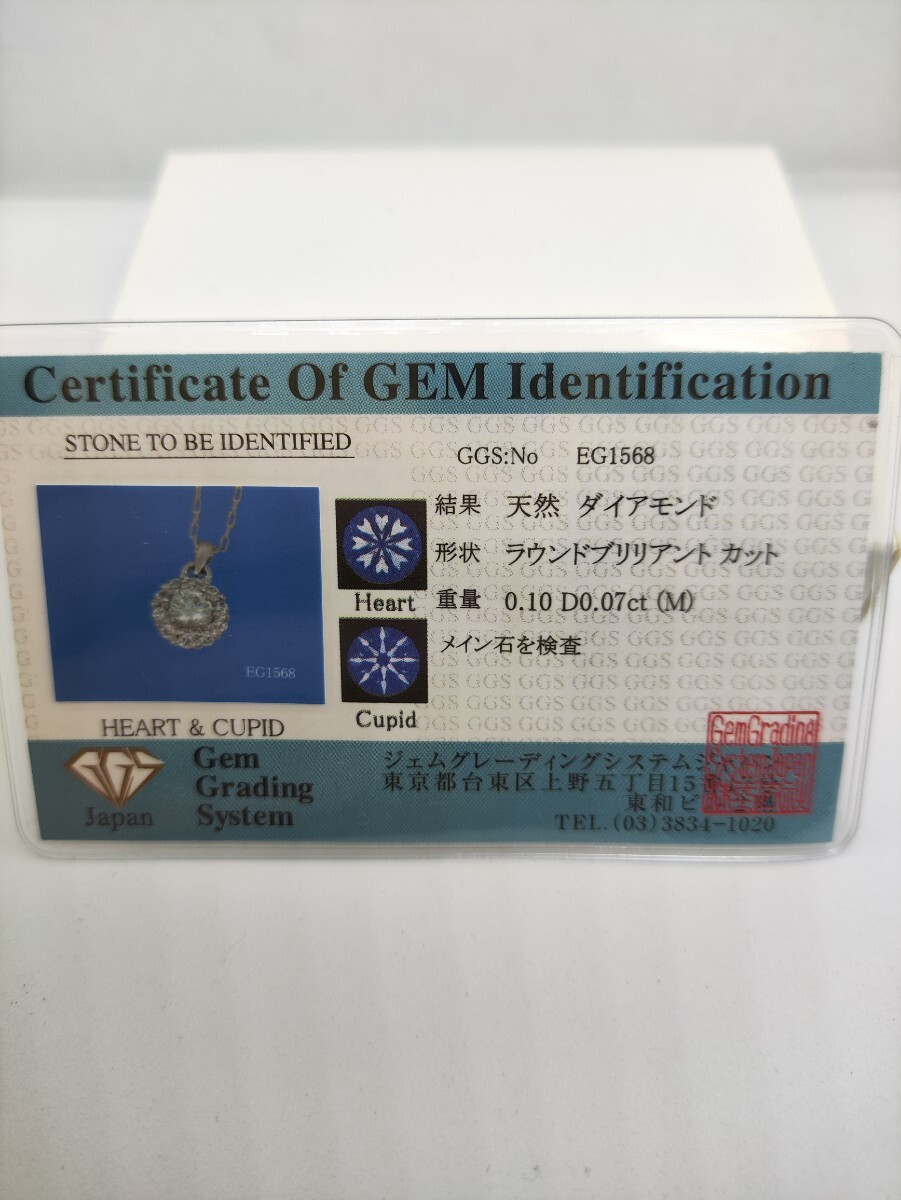 Certificate Of GEM Identification
STONE TO BE IDENTIFIED
GGS:No EG1568
結果 天然 ダイアモンド
形状 ラウンドブリリアント カット
重量 0.10 D0.07ct (M)
メイン石を検査
EG1568
Heart
Cupid
HEART & CUPID
GGS
Japan
Gem
Grading
System
ジェムグレーディングシステム
東京都台東区上野五丁目15
東和ビ
TEL.(03)3834-1020
GemGrading